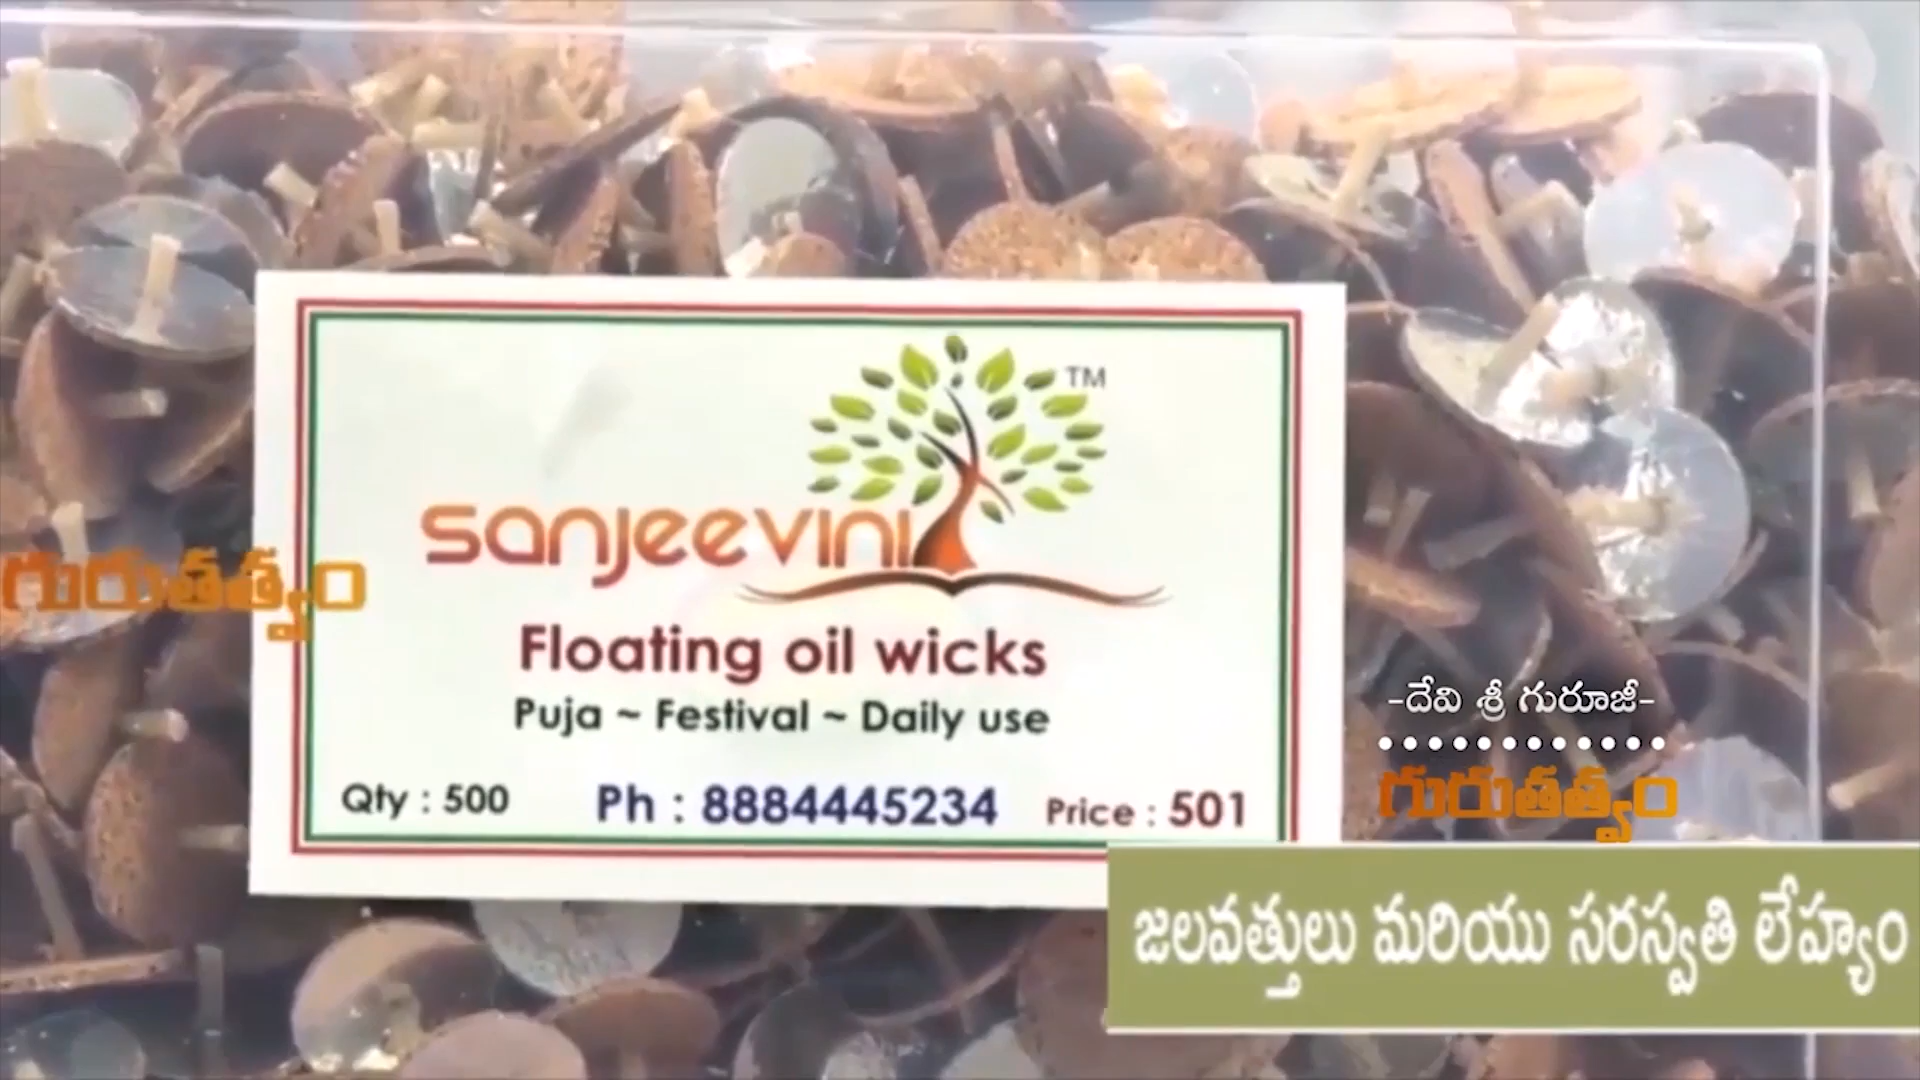 TM
sanjeevini
Floating oil wicks
Puja ~ Festival ~ Daily use
Qty : 500 Ph : 8884445234 Price : 501
గురుతత్వం
-దేవి శ్రీ గురూజీ-
గురుతత్వం
జలవత్తులు మరియు సరస్వతి లేహ్యం